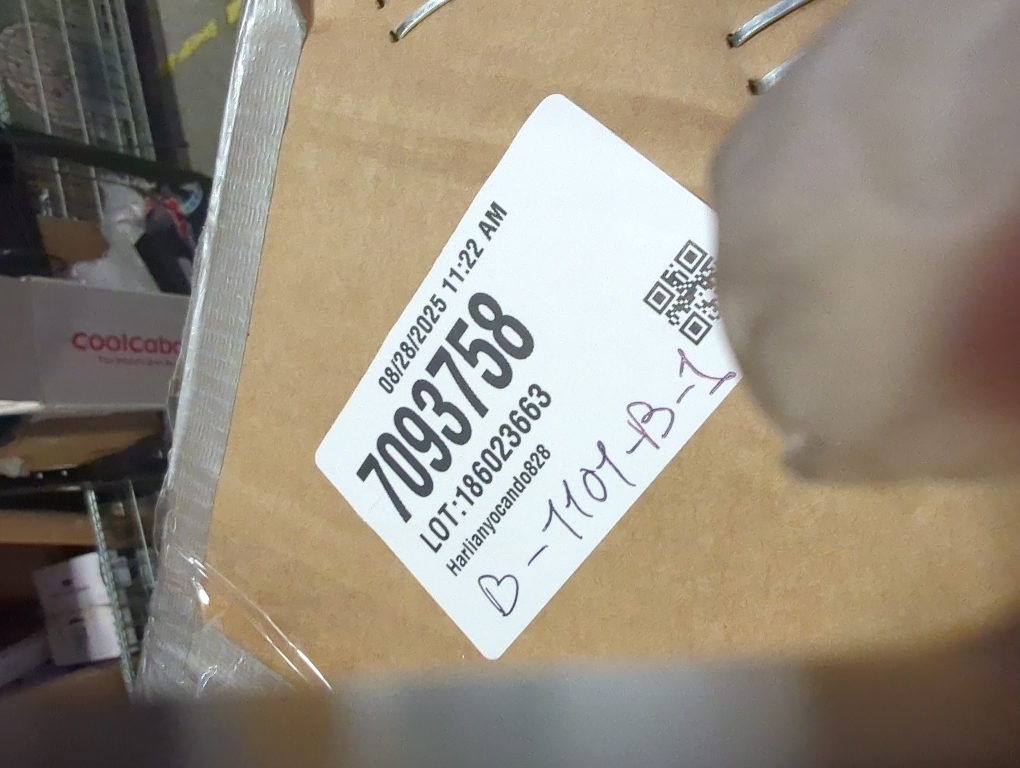 08/28/2025 11:22 AM
7093758
LOT:186023663
Harlianyocando828
B-1101-B-1
CoolCabo